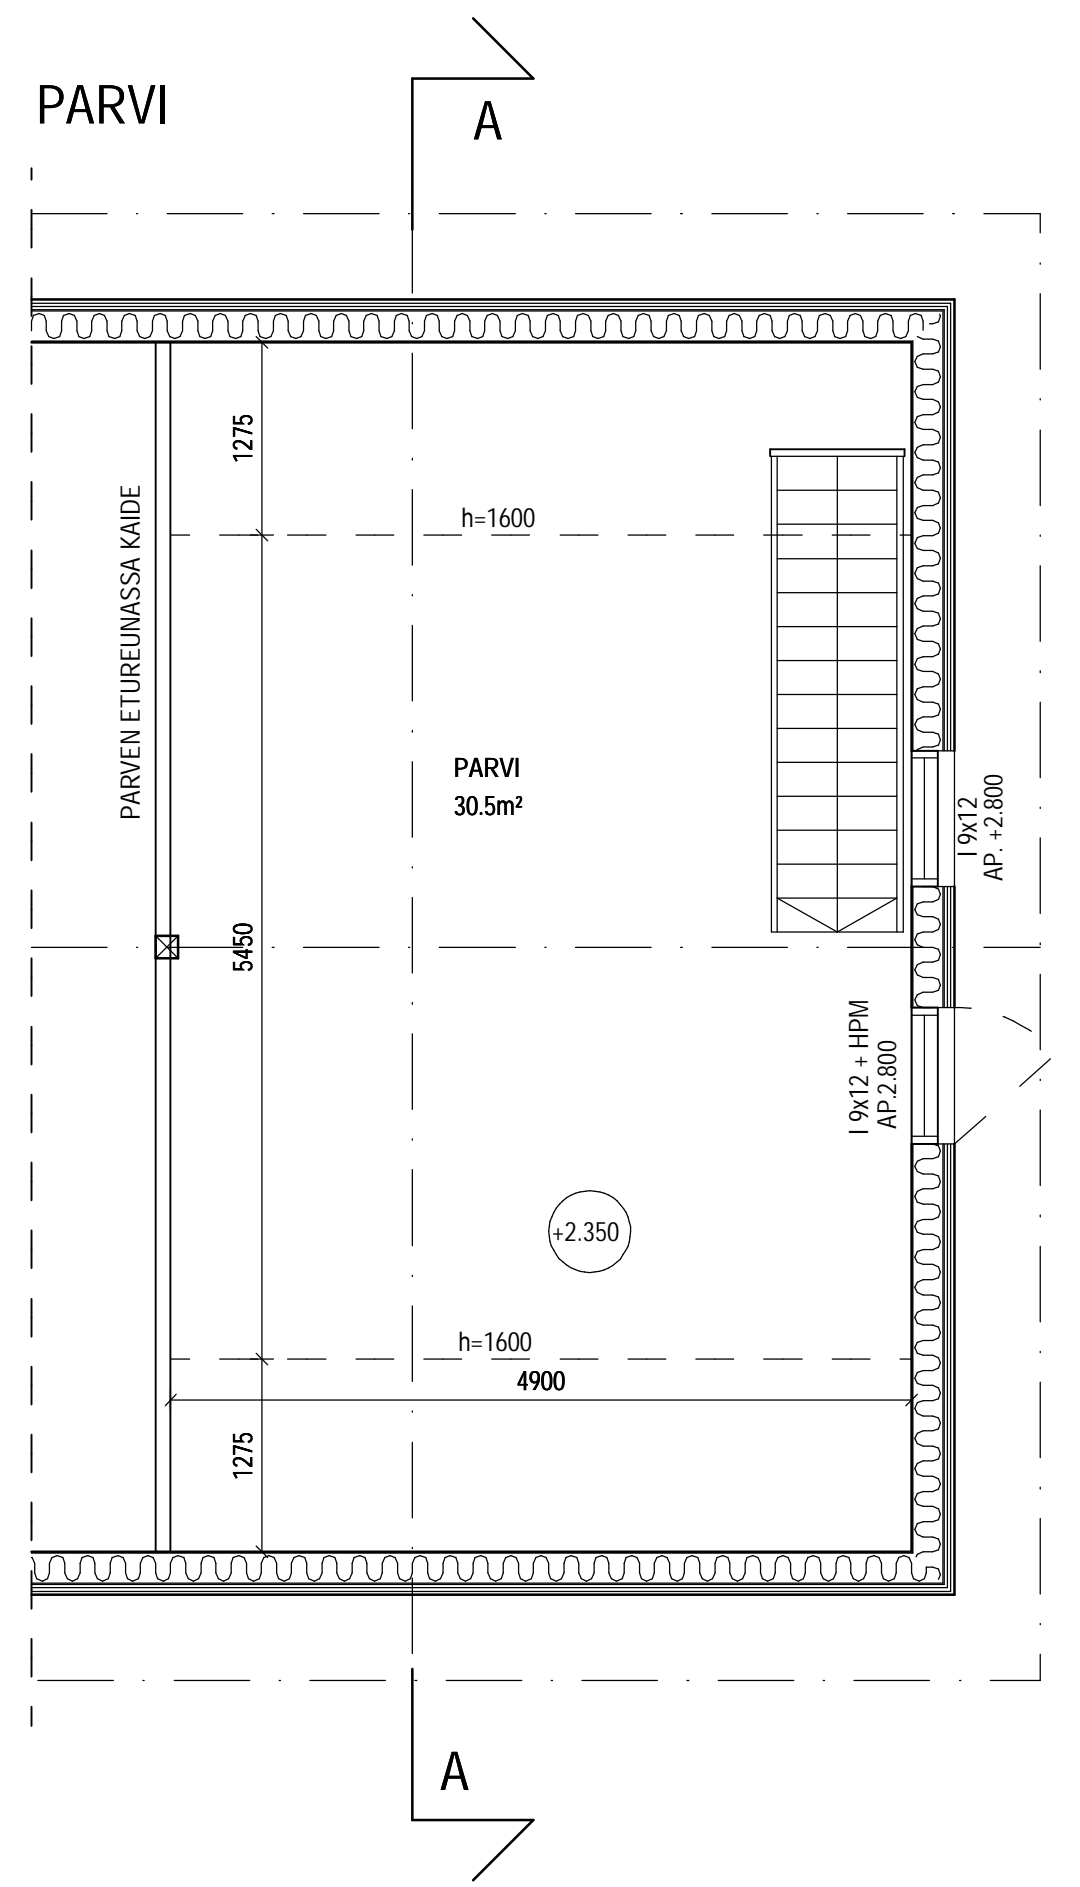 PARVI
A
1275
PARVEN ETUREUNASSA KAIDE
h=1600
PARVI
30.5m²
I 9x12
AP. +2.800
5450
I 9x12 + HPM
AP.2.800
+2.350
h=1600
4900
1275
A